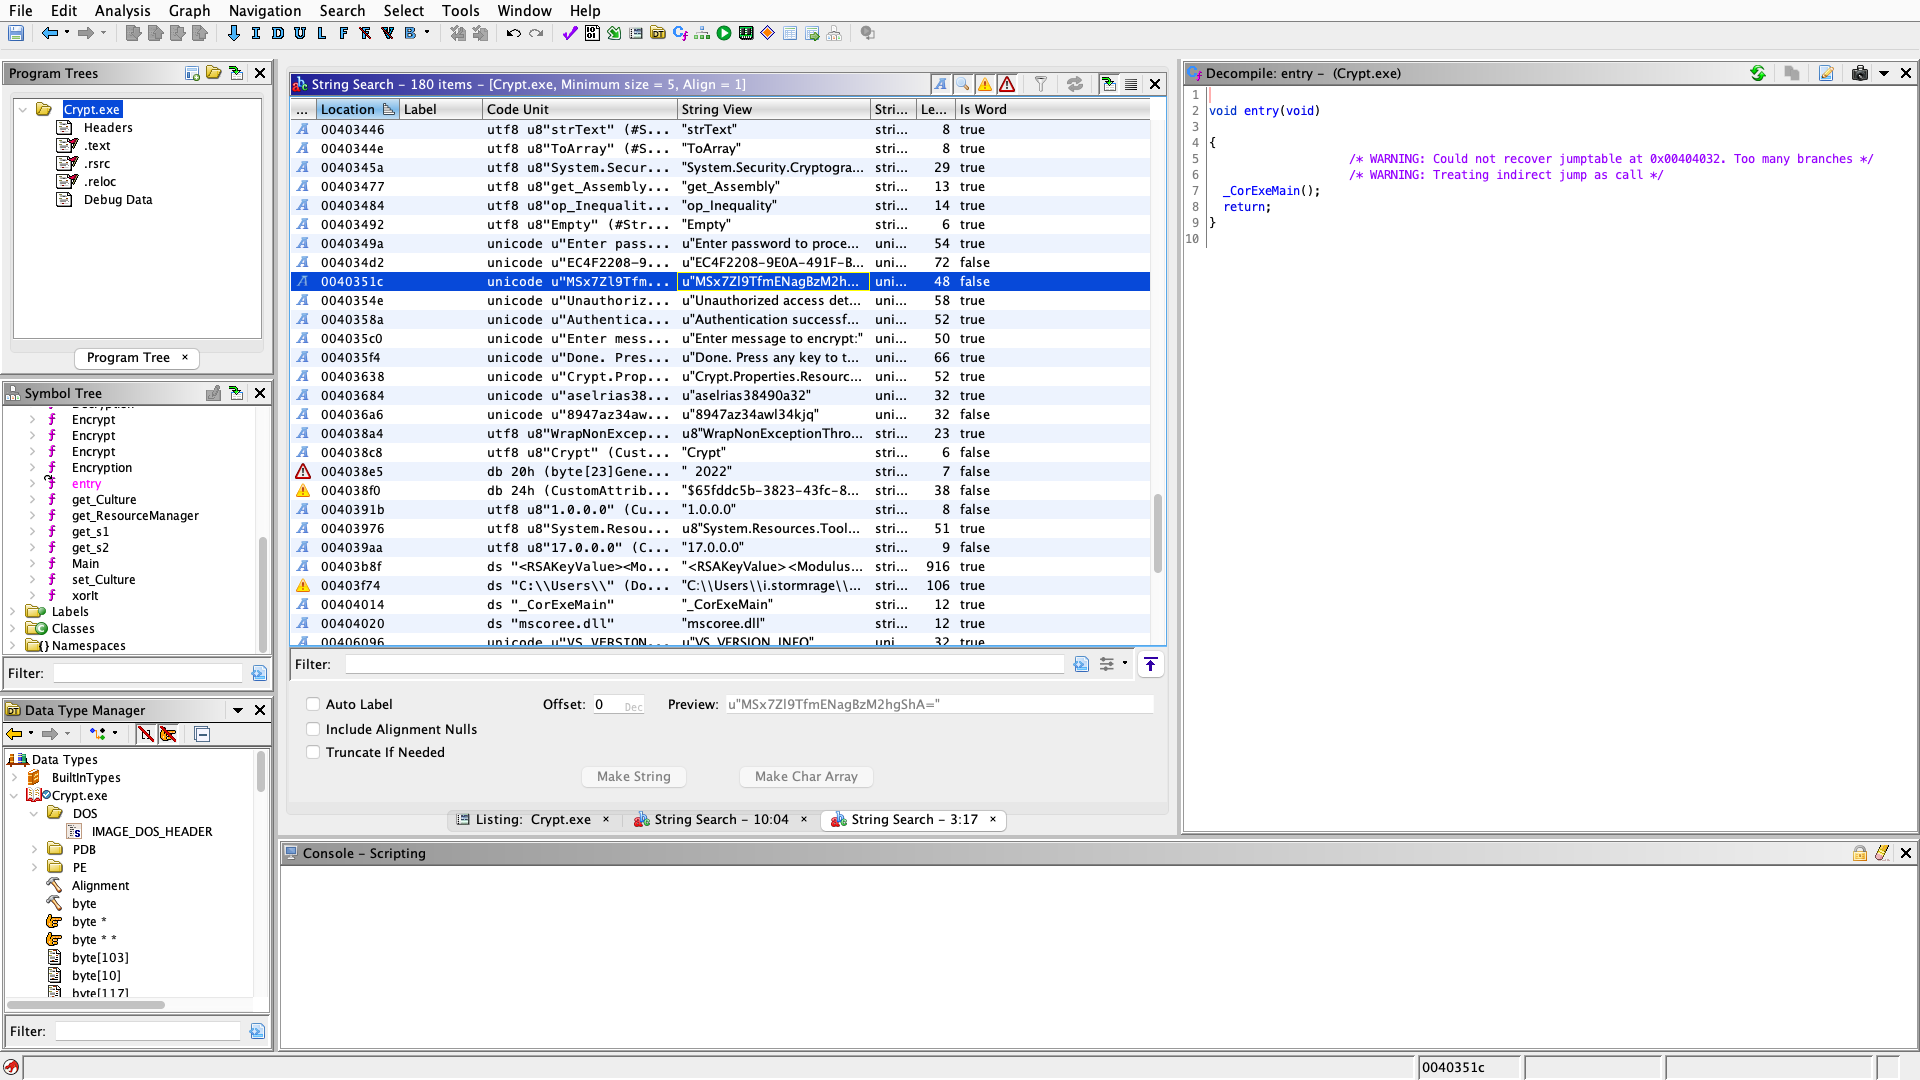 File Edit Analysis Graph Navigation Search Select Tools Window Help
I D U L F B
Program Trees
Crypt.exe
Headers
.text
.rsrc
.reloc
Debug Data
Program Tree ×
Symbol Tree
Encrypt
Encrypt
Encrypt
Encryption
entry
get_Culture
get_ResourceManager
get_s1
get_s2
Main
set_Culture
xorIt
Labels
Classes
Namespaces
Filter:
Data Type Manager
Data Types
BuiltInTypes
Crypt.exe
DOS
IMAGE_DOS_HEADER
PDB
PE
Alignment
byte
byte *
byte * *
byte[103]
byte[10]
byte[117]
Filter:
String Search - 180 items - [Crypt.exe, Minimum size = 5, Align = 1]
... Location Label Code Unit String View Stri... Le... Is Word
00403446 utf8 u8"strText" (#S... "strText" stri... 8 true
0040344e utf8 u8"ToArray" (#S... "ToArray" stri... 8 true
0040345a utf8 u8"System.Secur... "System.Security.Cryptogra... stri... 29 true
00403477 utf8 u8"get_Assembly... "get_Assembly" stri... 13 true
00403484 utf8 u8"op_Inequalit... "op_Inequality" stri... 14 true
00403492 utf8 u8"Empty" (#Str... "Empty" stri... 6 true
0040349a unicode u"Enter pass... u"Enter password to proce... uni... 54 true
004034d2 unicode u"EC4F2208-9... u"EC4F2208-9E0A-491F-B... uni... 72 false
0040351c unicode u"MSx7Zl9Tfm... u"MSx7Zl9TfmENagBzM2h... uni... 48 false
0040354e unicode u"Unauthoriz... u"Unauthorized access det... uni... 58 true
0040358a unicode u"Authentica... u"Authentication successf... uni... 52 true
004035c0 unicode u"Enter mess... u"Enter message to encrypt:" uni... 50 true
004035f4 unicode u"Done. Pres... u"Done. Press any key to t... uni... 66 true
00403638 unicode u"Crypt.Prop... u"Crypt.Properties.Resourc... uni... 52 true
00403684 unicode u"aselrias38... u"aselrias38490a32" uni... 32 true
004036a6 unicode u"8947az34aw... u"8947az34awl34kjq" uni... 32 false
004038a4 utf8 u8"WrapNonExcep... u8"WrapNonExceptionThro... stri... 23 true
004038c8 utf8 u8"Crypt" (Cust... "Crypt" stri... 6 false
004038e5 db 20h (byte[23]Gene... " 2022" stri... 7 false
004038f0 db 24h (CustomAttrib... "$65fddc5b-3823-43fc-8... stri... 38 false
0040391b utf8 u8"1.0.0.0" (Cu... "1.0.0.0" stri... 8 false
00403976 utf8 u8"System.Resou... u8"System.Resources.Tool... stri... 51 true
004039aa utf8 u8"17.0.0.0" (C... "17.0.0.0" stri... 9 false
00403b8f ds "<RSAKeyValue><Mo... "<RSAKeyValue><Modulus... stri... 916 true
00403f74 ds "C:\\Users\\" (Do... "C:\\Users\\i.stormrage\\... stri... 106 true
00404014 ds "_CorExeMain" "_CorExeMain" stri... 12 true
00404020 ds "mscoree.dll" "mscoree.dll" stri... 12 true
00406096 unicode u"VS_VERSION... u"VS_VERSION_INFO" uni... 32 true
Filter:
Auto Label Offset: 0 Dec Preview: u"MSx7Zl9TfmENagBzM2hgShA="
Include Alignment Nulls
Truncate If Needed
Make String Make Char Array
Listing: Crypt.exe × String Search - 10:04 × String Search - 3:17 ×
Decompile: entry - (Crypt.exe)
1
2 void entry(void)
3
4 {
5 /* WARNING: Could not recover jumptable at 0x00404032. Too many branches */
6 /* WARNING: Treating indirect jump as call */
7 _CorExeMain();
8 return;
9 }
10
Console - Scripting
0040351c